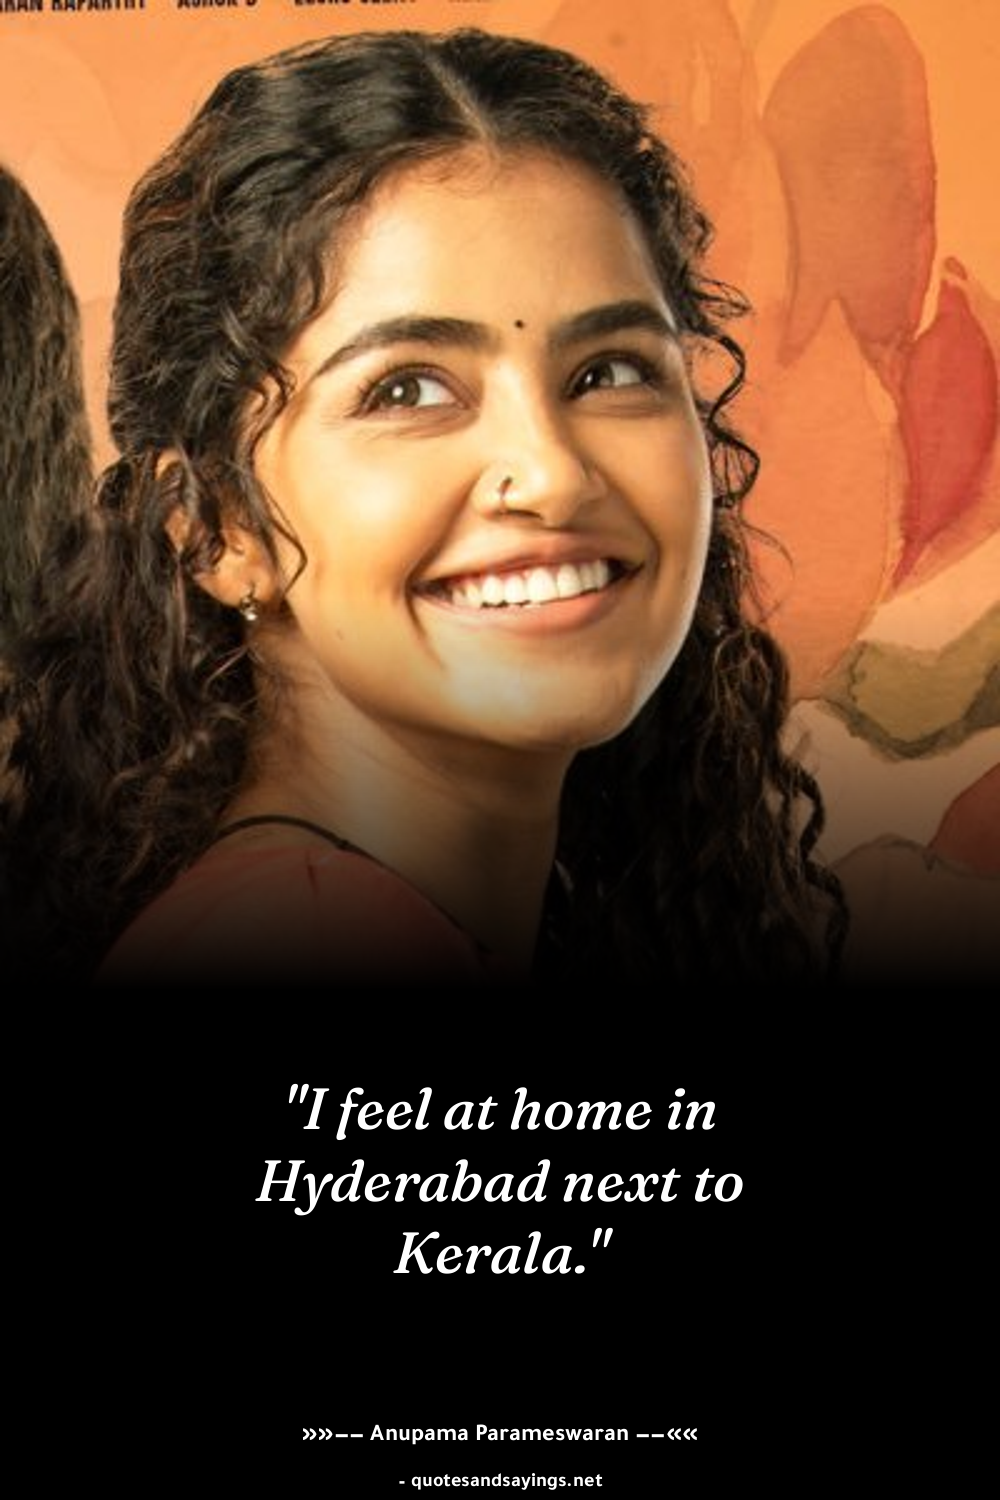 "I feel at home in
Hyderabad next to
Kerala."
»»–– Anupama Parameswaran ––««
- quotesandsayings.net